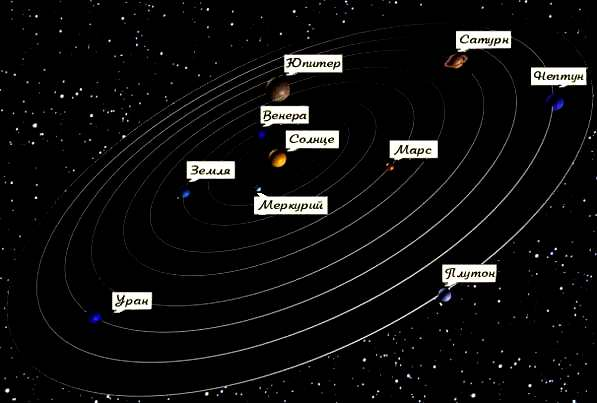 Сатурн
Юпитер
Нептун
Венера
Солнце
Марс
Земля
Меркурий
Плутон
Уран